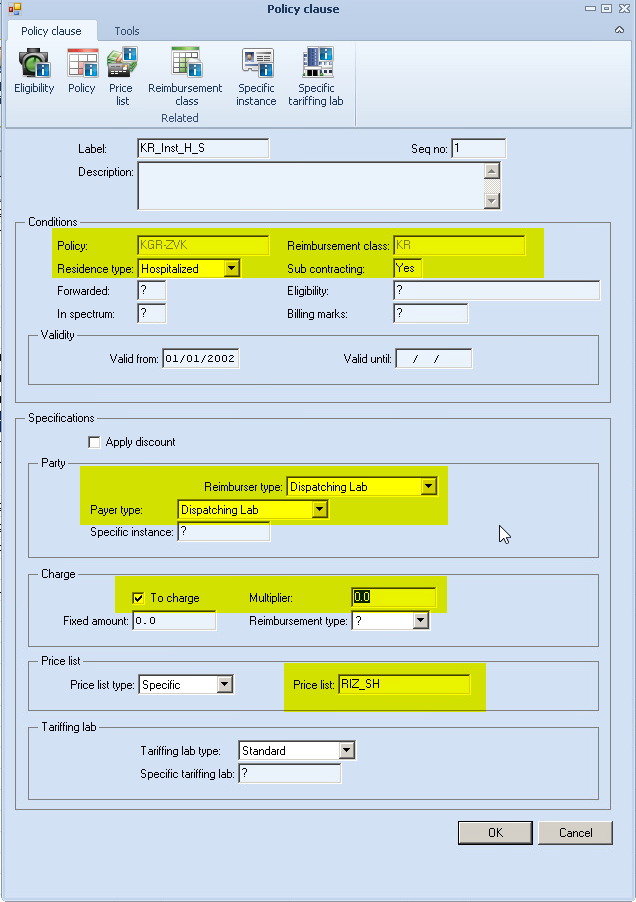 Policy clause
Policy clause Tools
Eligibility Policy Price list Reimbursement class Specific instance Specific tariffing lab
Related
Label: KR_Inst_H_S Seq no: 1
Description:
Conditions
Policy: KGR-ZVK Reimbursement class: KR
Residence type: Hospitalized Sub contracting: Yes
Forwarded: ? Eligibility: ?
In spectrum: ? Billing marks: ?
Validity
Valid from: 01/01/2002 Valid until: / /
Specifications
Apply discount
Party
Reimburser type: Dispatching Lab
Payer type: Dispatching Lab
Specific instance: ?
Charge
To charge Multiplier: 0.0
Fixed amount: 0.0 Reimbursement type: ?
Price list
Price list type: Specific Price list: RIZ_SH
Tariffing lab
Tariffing lab type: Standard
Specific tariffing lab: ?
OK Cancel